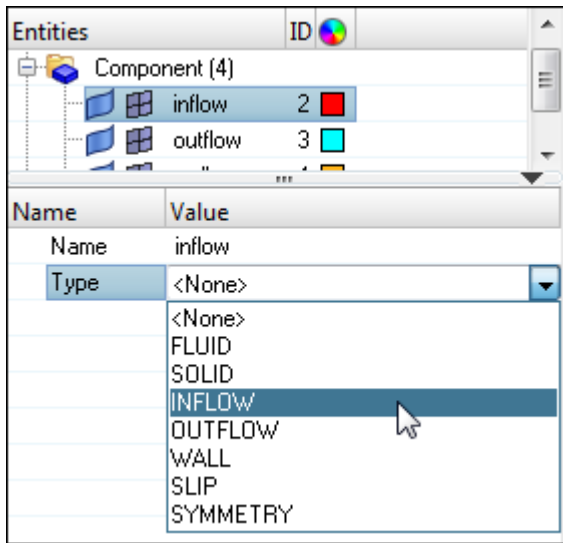 Entities ID
Component (4)
inflow 2
outflow 3
Name Value
Name inflow
Type <None>
<None>
FLUID
SOLID
INFLOW
OUTFLOW
WALL
SLIP
SYMMETRY